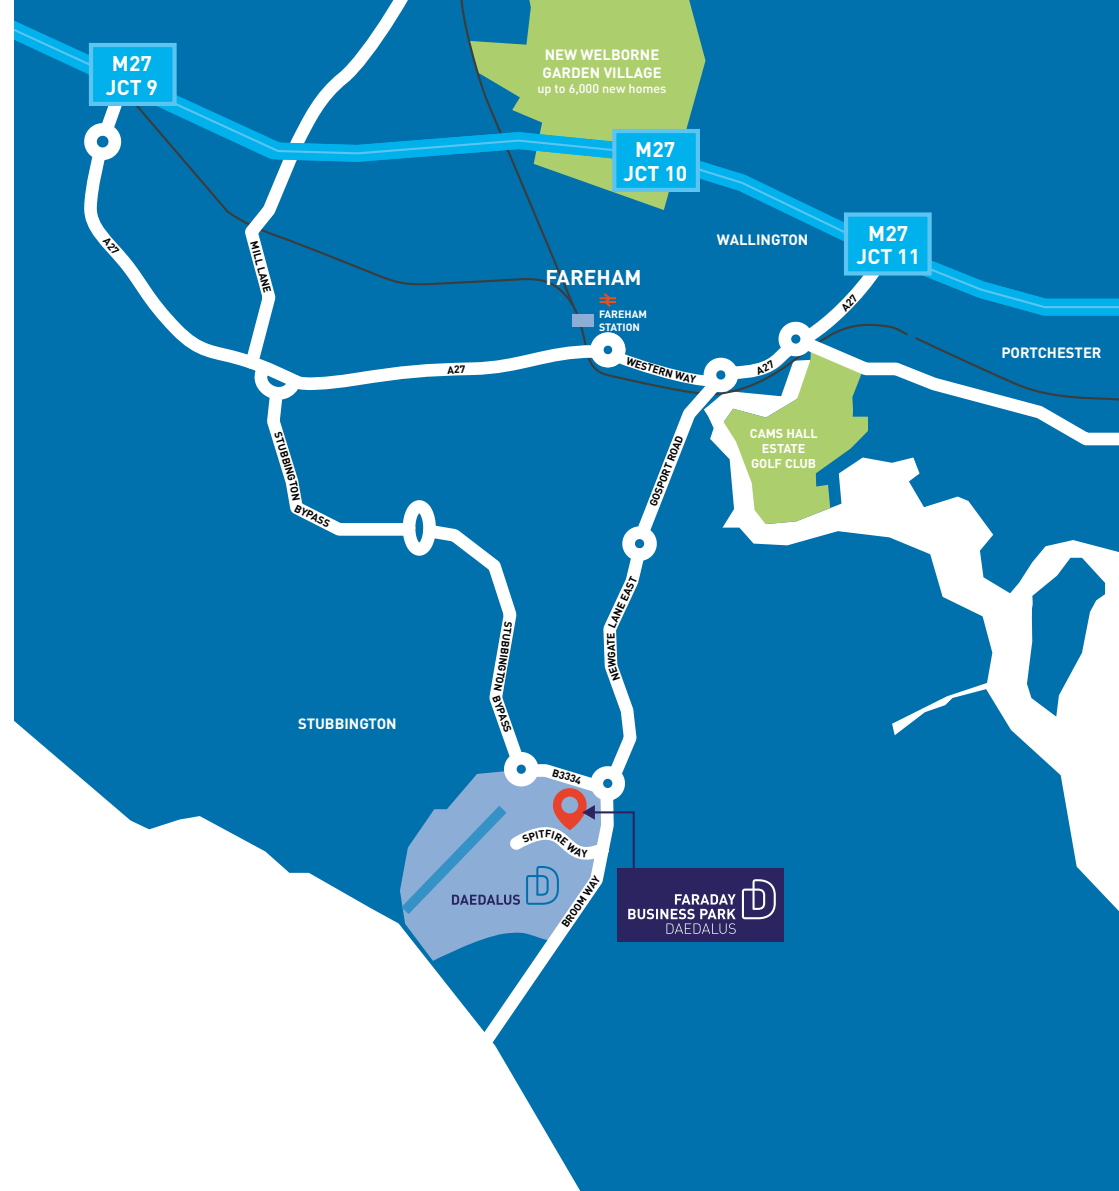 NEW WELBORNE
GARDEN VILLAGE
up to 6,000 new homes
M27
JCT 9
M27
JCT 10
M27
JCT 11
WALLINGTON
A27
MILL LANE
FAREHAM
FAREHAM
STATION
A27
PORTCHESTER
A27
WESTERN WAY
A27
CAMS HALL
ESTATE
GOLF CLUB
STUBBINGTON
BYPASS
GOSPORT ROAD
NEWGATE LANE EAST
STUBBINGTON BYPASS
STUBBINGTON
B3334
SPITFIRE WAY
DAEDALUS
BROOM WAY
FARADAY
BUSINESS PARK
DAEDALUS